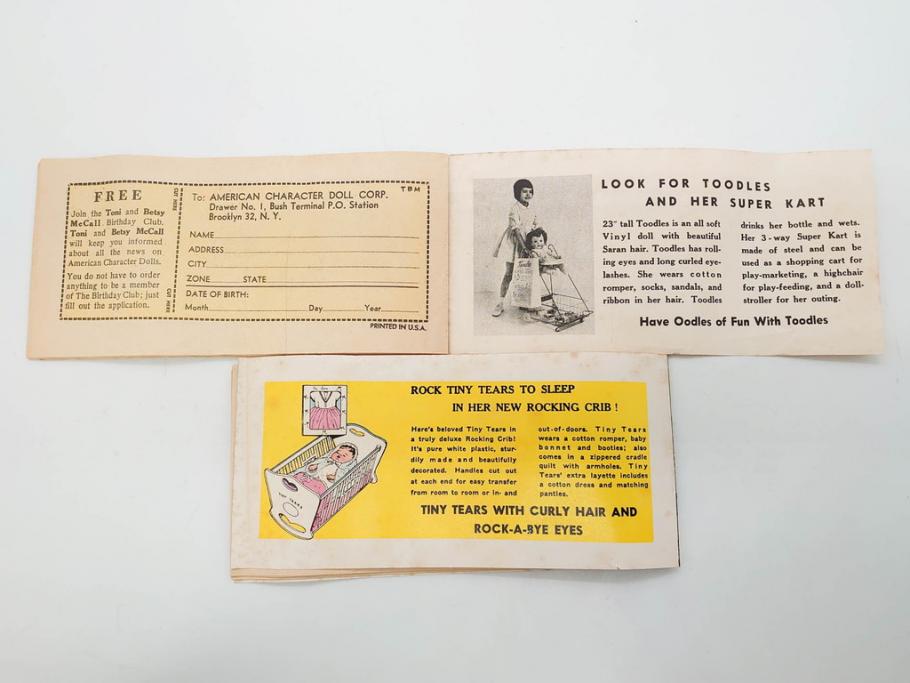 FREE
Join the Toni and Betsy
McCall Birthday Club.
Toni and Betsy McCall
will keep you informed
about all the news on
American Character Dolls.
You do not have to order
anything to be a member
of The Birthday Club; just
fill out the application.
CUT HERE
CUT HERE
TBM
To: AMERICAN CHARACTER DOLL CORP.
Drawer No. 1, Bush Terminal P.O. Station
Brooklyn 32, N. Y.
NAME
ADDRESS
CITY
ZONE STATE
DATE OF BIRTH:
Month Day Year
PRINTED IN U.S.A.
LOOK FOR TOODLES
AND HER SUPER KART
23" tall Toodles is an all soft
Vinyl doll with beautiful
Saran hair. Toodles has roll-
ing eyes and long curled eye-
lashes. She wears cotton
romper, socks, sandals, and
ribbon in her hair. Toodles
drinks her bottle and wets.
Her 3-way Super Kart is
made of steel and can be
used as a shopping cart for
play-marketing, a highchair
for play-feeding, and a doll-
stroller for her outing.
Have Oodles of Fun With Toodles
ROCK TINY TEARS TO SLEEP
IN HER NEW ROCKING CRIB!
Here's beloved Tiny Tears in
a truly deluxe Rocking Crib!
It's pure white plastic, stur-
dily made and beautifully
decorated. Handles cut out
at each end for easy transfer
from room to room or in- and
out-of-doors. Tiny Tears
wears a cotton romper, baby
bonnet and booties; also
comes in a zippered cradle
quilt with armholes. Tiny
Tears' extra layette includes
a cotton dress and matching
panties.
TINY TEARS
TINY TEARS WITH CURLY HAIR AND
ROCK-A-BYE EYES